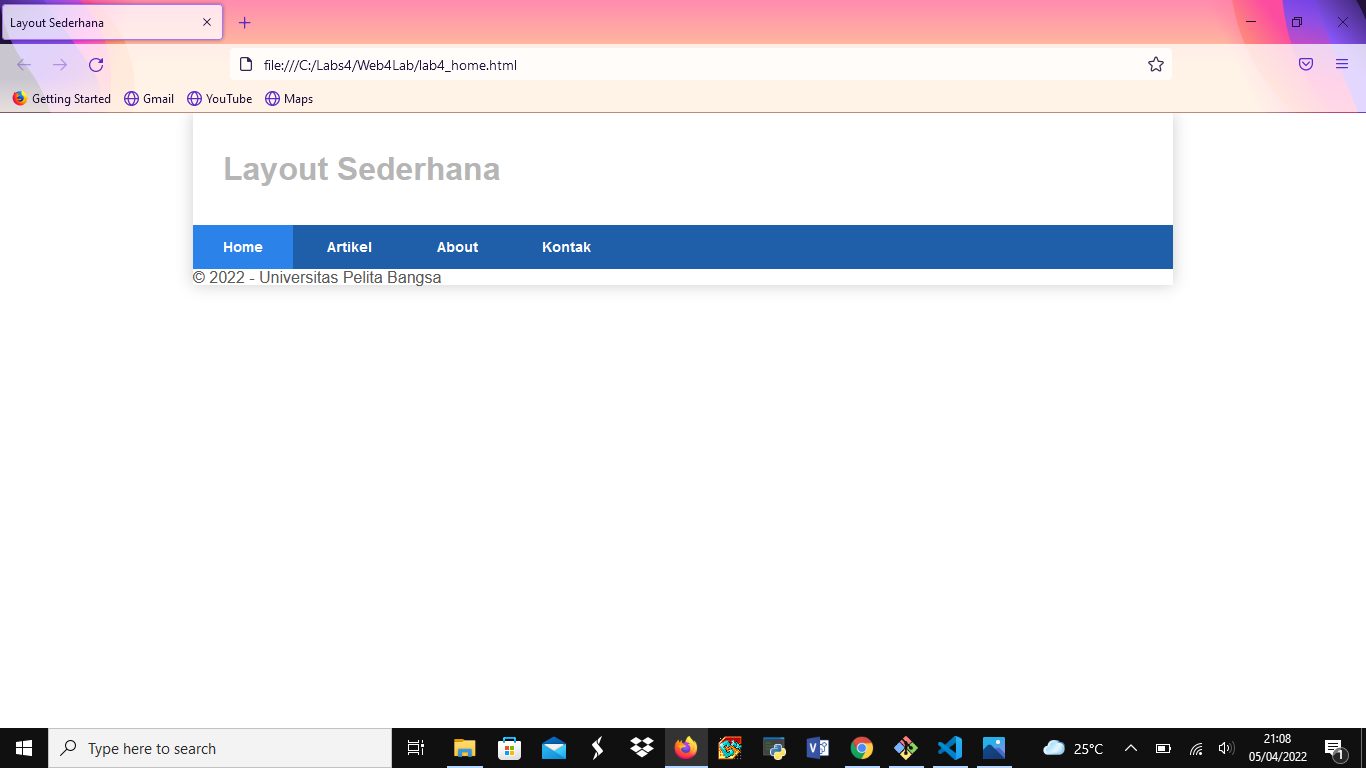 Layout Sederhana
file:///C:/Labs4/Web4Lab/lab4_home.html
Getting Started Gmail YouTube Maps
Layout Sederhana
Home Artikel About Kontak
© 2022 - Universitas Pelita Bangsa
Type here to search
25°C
21:08
05/04/2022
1